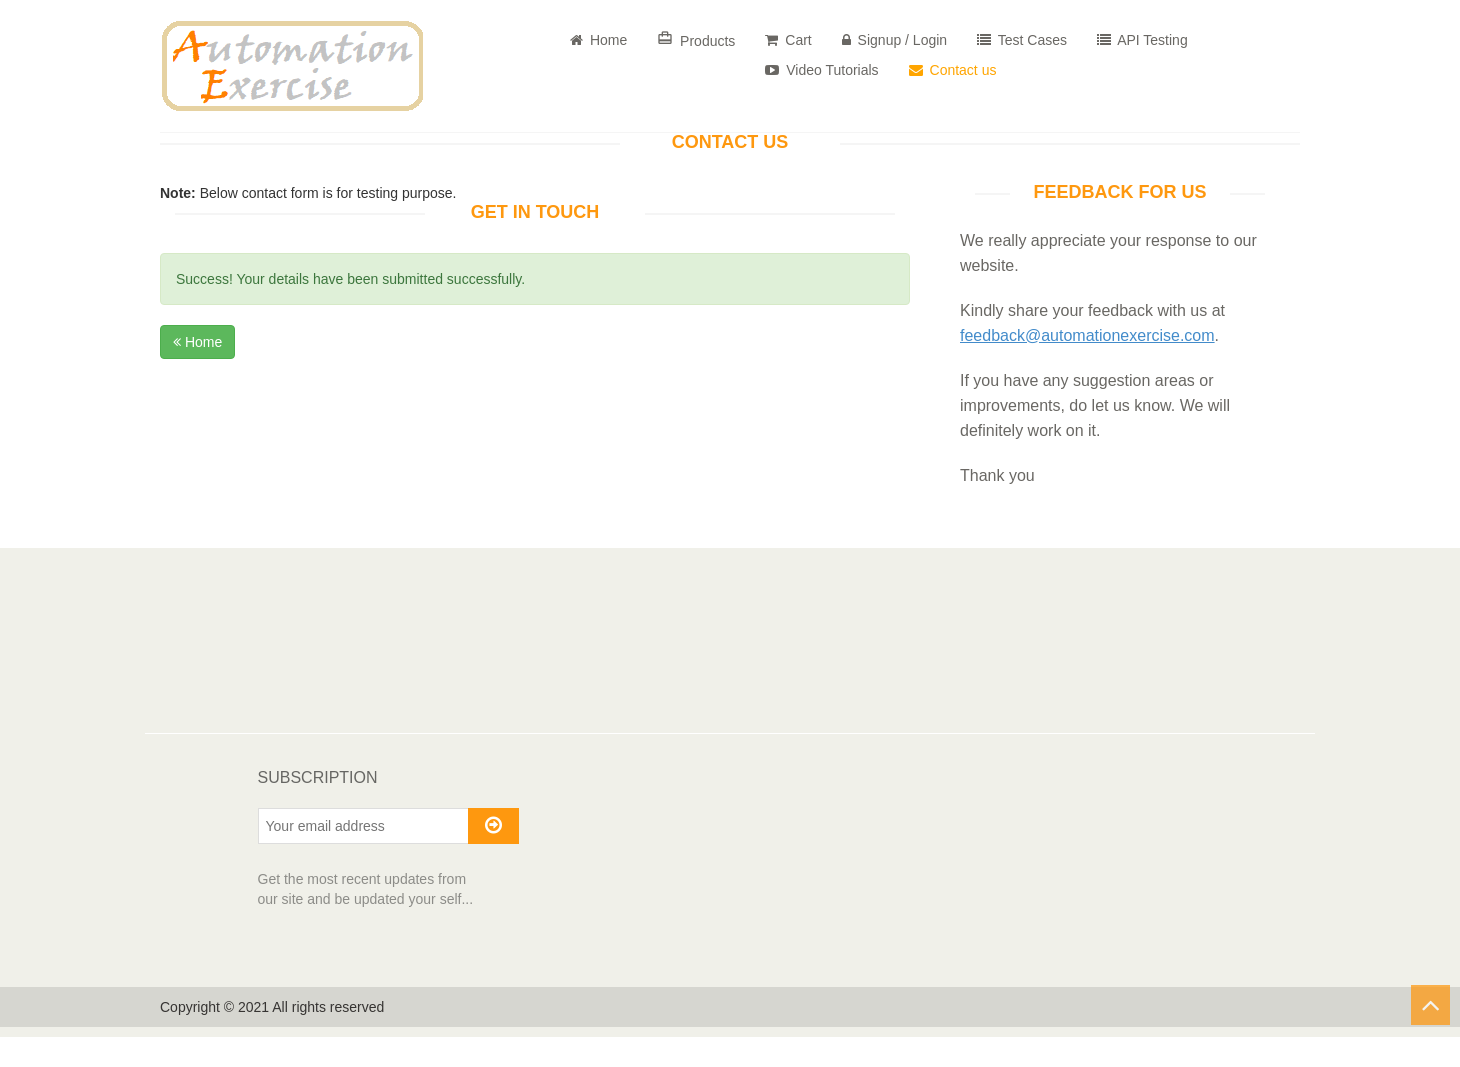 Automation
Exercise
Home
Products
Cart
Signup / Login
Test Cases
API Testing
Video Tutorials
Contact us
CONTACT US
Note: Below contact form is for testing purpose.
GET IN TOUCH
Success! Your details have been submitted successfully.
Home
FEEDBACK FOR US
We really appreciate your response to our
website.
Kindly share your feedback with us at
feedback@automationexercise.com.
If you have any suggestion areas or
improvements, do let us know. We will
definitely work on it.
Thank you
SUBSCRIPTION
Your email address
Get the most recent updates from
our site and be updated your self...
Copyright © 2021 All rights reserved